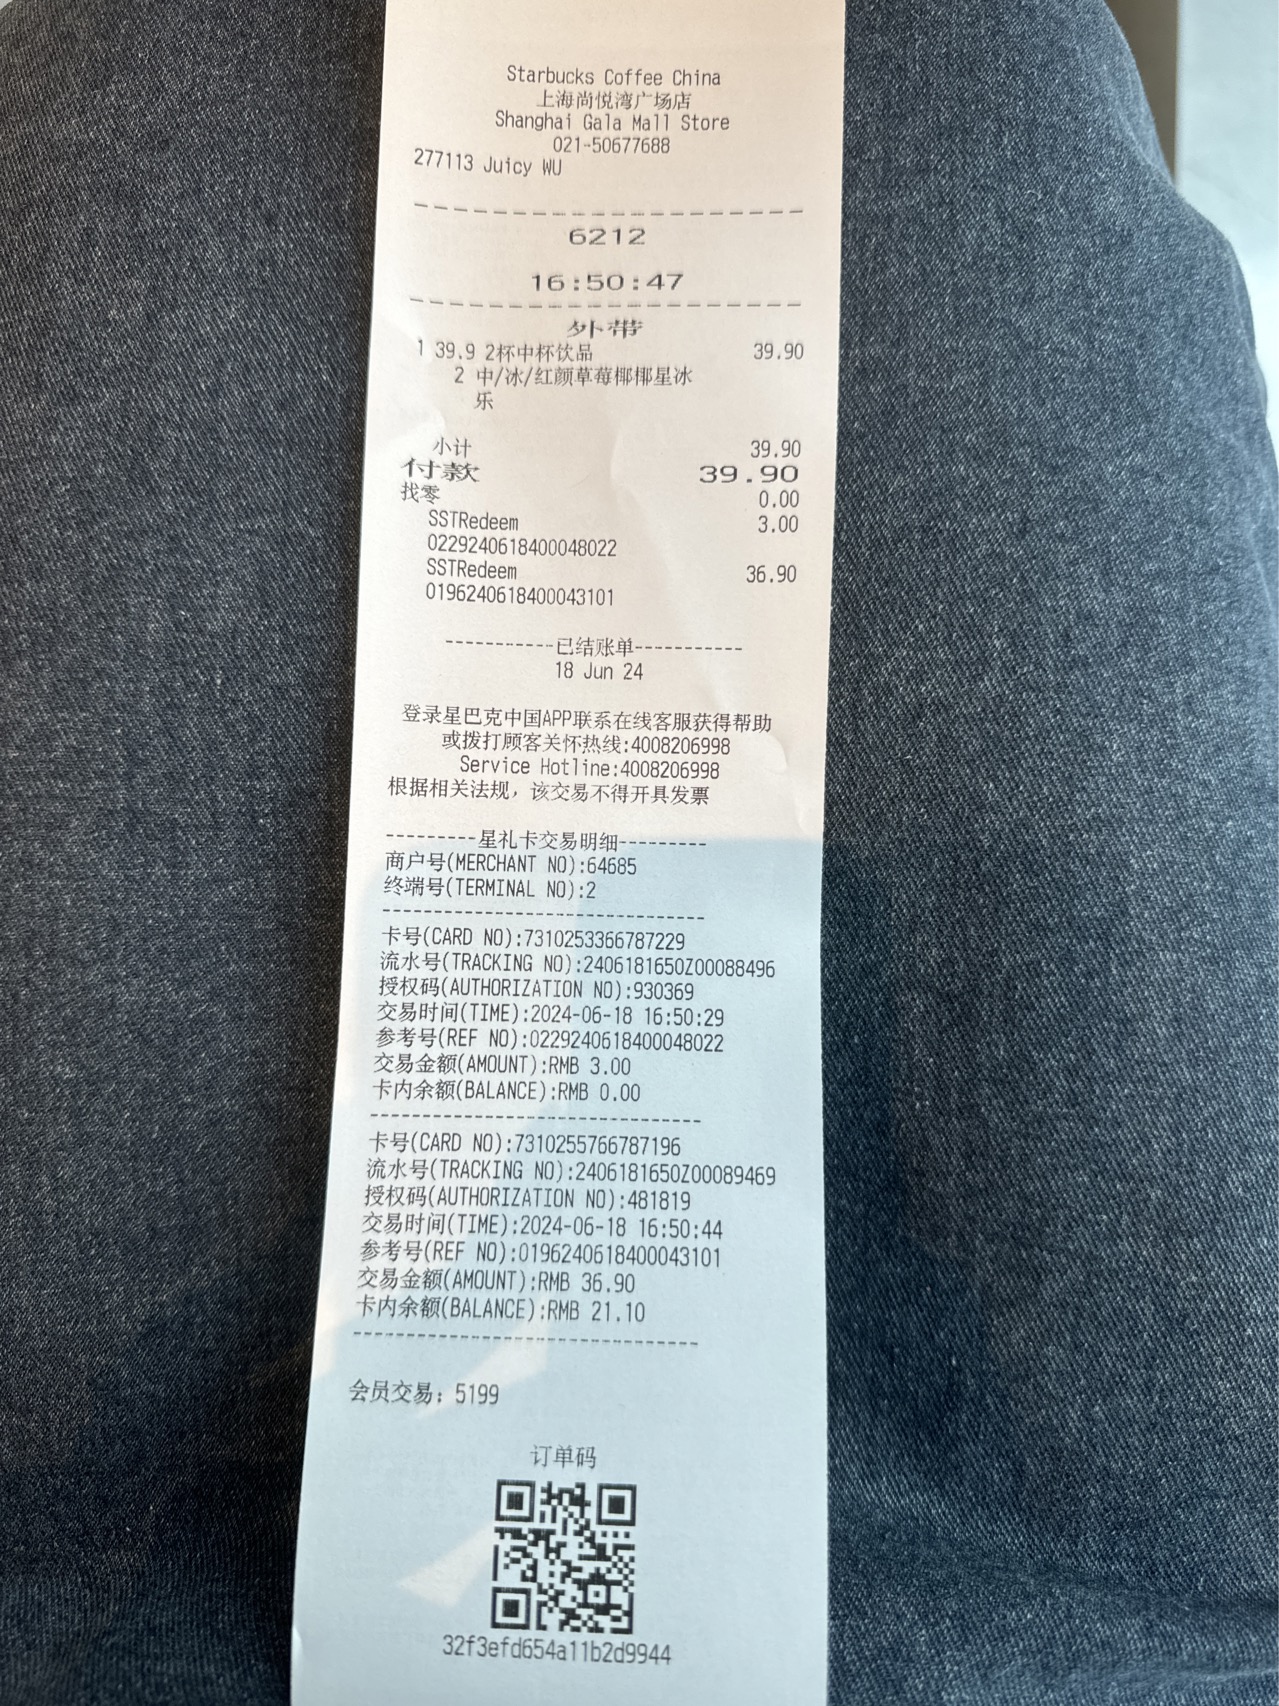 Starbucks Coffee China
上海尚悦湾广场店
Shanghai Gala Mall Store
021-50677688
277113 Juicy WU
6212
16:50:47
外带
1 39.9 2杯中杯饮品 39.90
2 中/冰/红颜草莓椰椰星冰
乐
小计 39.90
付款 39.90
找零 0.00
SSTRedeem 3.00
0229240618400048022
SSTRedeem 36.90
0196240618400043101
-----------已结账单-----------
18 Jun 24
登录星巴克中国APP联系在线客服获得帮助
或拨打顾客关怀热线:4008206998
Service Hotline:4008206998
根据相关法规，该交易不得开具发票
---------星礼卡交易明细---------
商户号(MERCHANT NO):64685
终端号(TERMINAL NO):2
卡号(CARD NO):7310253366787229
流水号(TRACKING NO):2406181650Z00088496
授权码(AUTHORIZATION NO):930369
交易时间(TIME):2024-06-18 16:50:29
参考号(REF NO):0229240618400048022
交易金额(AMOUNT):RMB 3.00
卡内余额(BALANCE):RMB 0.00
卡号(CARD NO):7310255766787196
流水号(TRACKING NO):2406181650Z00089469
授权码(AUTHORIZATION NO):481819
交易时间(TIME):2024-06-18 16:50:44
参考号(REF NO):0196240618400043101
交易金额(AMOUNT):RMB 36.90
卡内余额(BALANCE):RMB 21.10
会员交易：5199
订单码
32f3efd654a11b2d9944